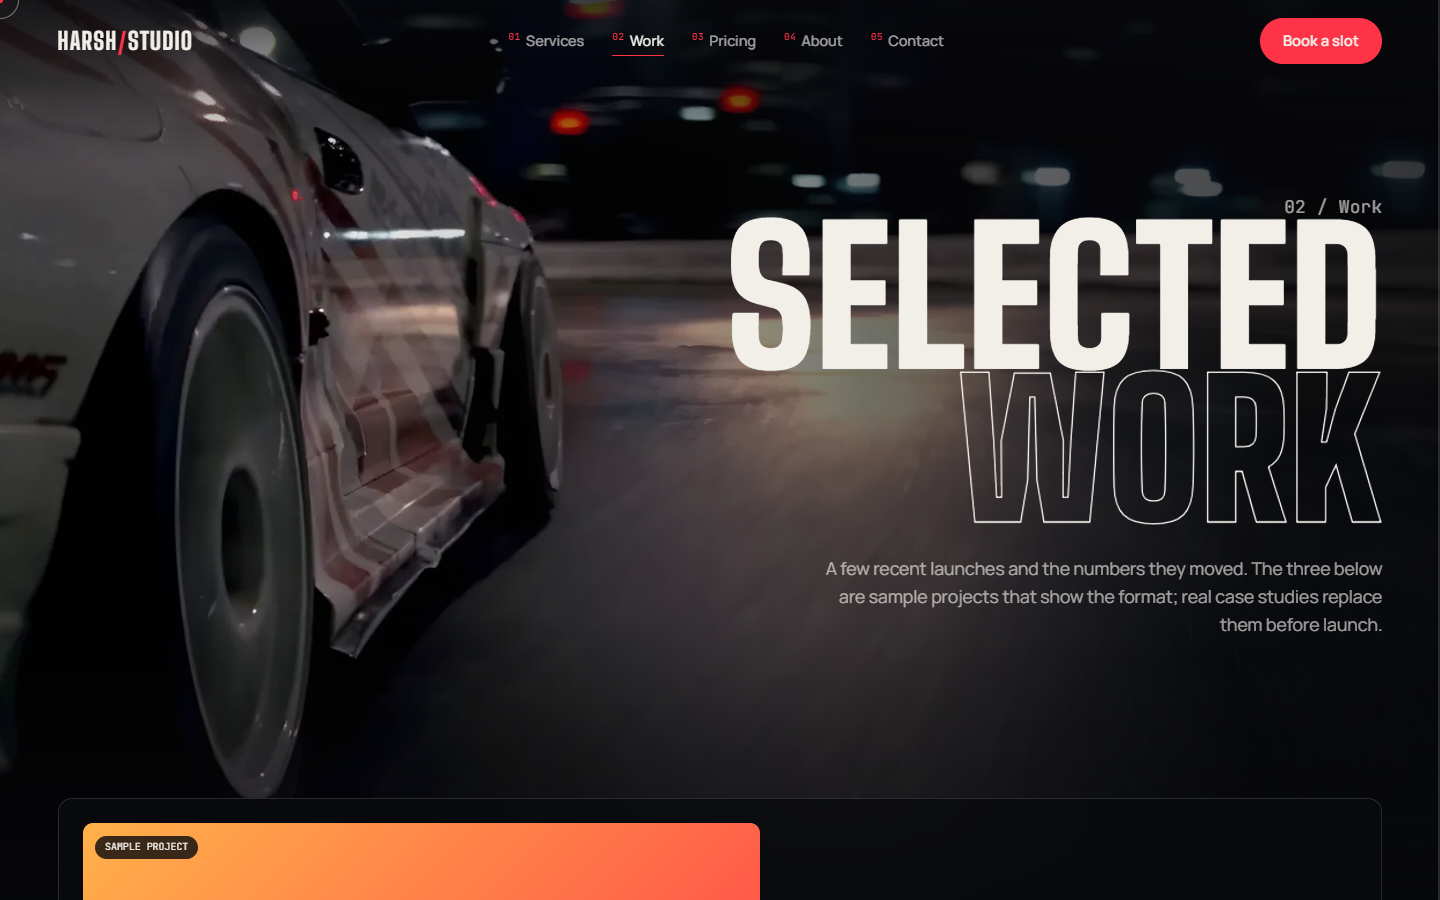 HARSH/STUDIO
01 Services
02 Work
03 Pricing
04 About
05 Contact
Book a slot
02 / Work
SELECTED
WORK
A few recent launches and the numbers they moved. The three below
are sample projects that show the format; real case studies replace
them before launch.
SAMPLE PROJECT